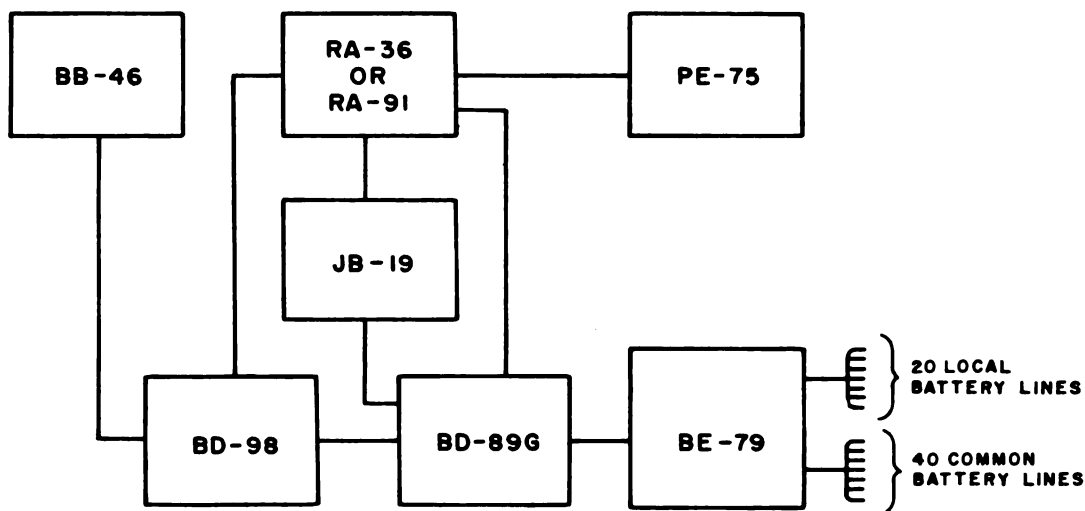 BB-46
RA-36
OR
RA-91
PE-75
JB-19
BD-98
BD-89G
BE-79
20 LOCAL
BATTERY LINES
40 COMMON
BATTERY LINES